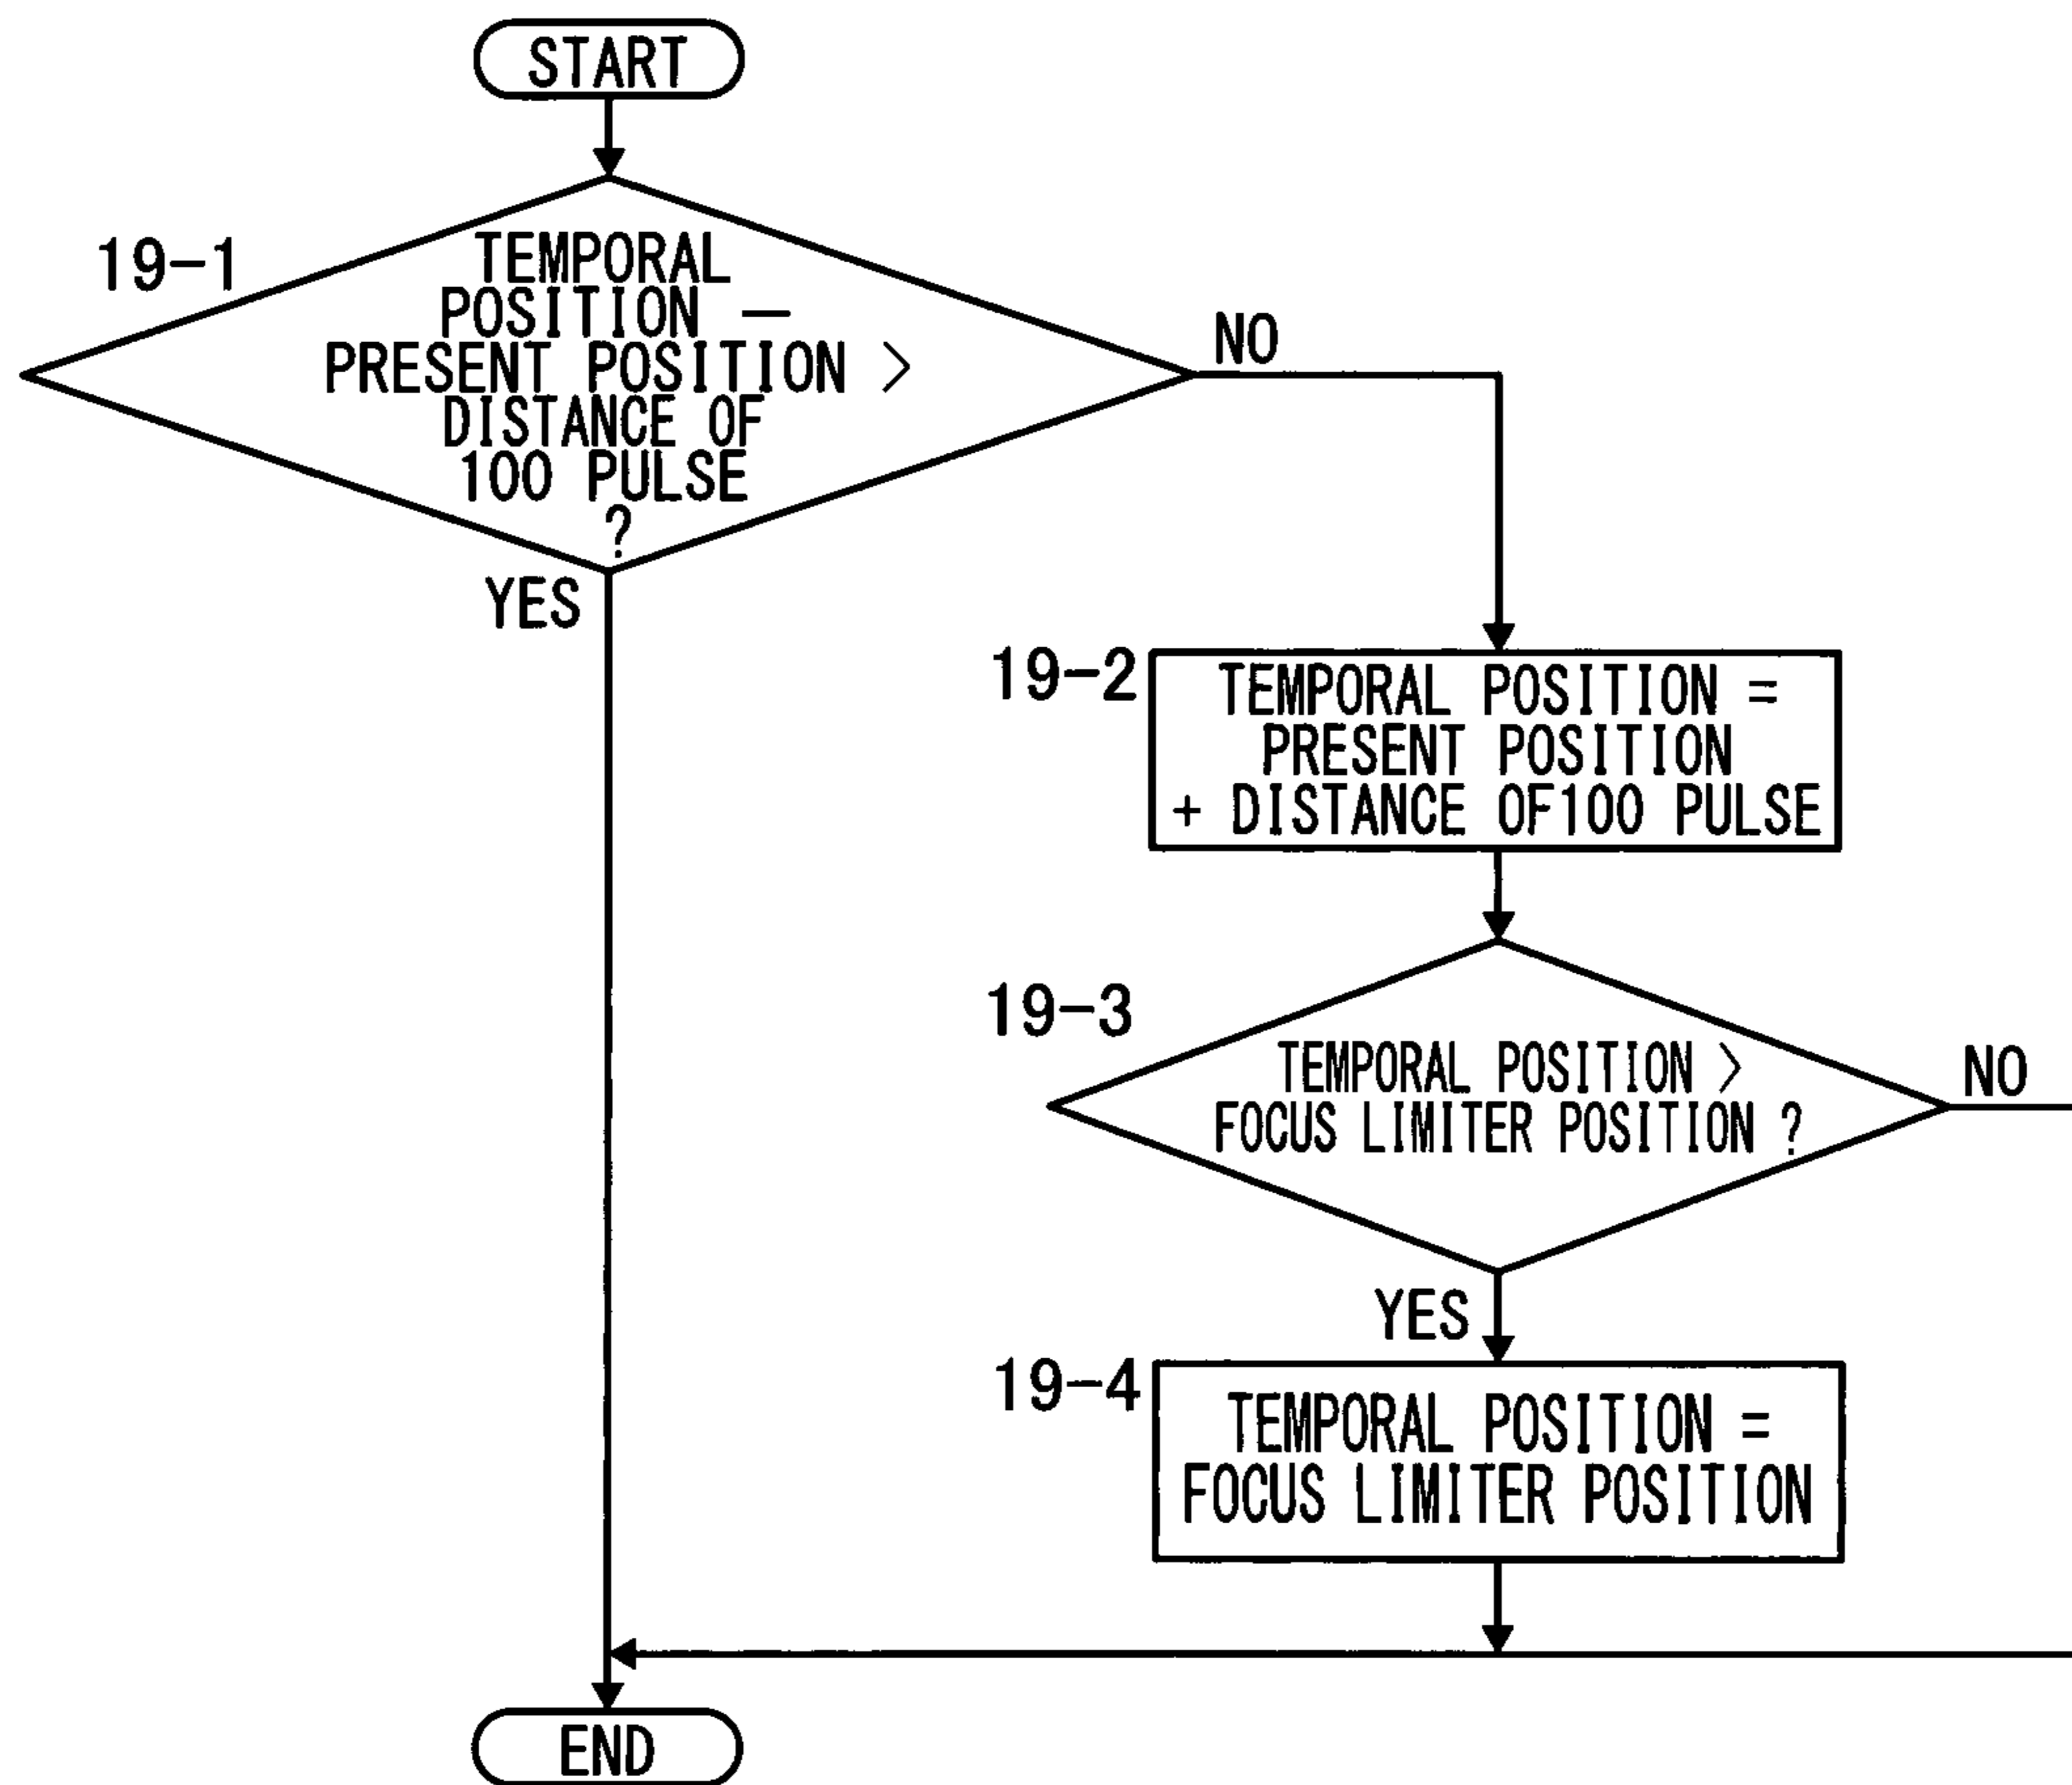 START
19-1
TEMPORAL
POSITION —
PRESENT POSITION >
DISTANCE OF
100 PULSE
?
NO
YES
19-2
TEMPORAL POSITION =
PRESENT POSITION
+ DISTANCE OF100 PULSE
19-3
TEMPORAL POSITION >
FOCUS LIMITER POSITION ?
NO
YES
19-4
TEMPORAL POSITION =
FOCUS LIMITER POSITION
END